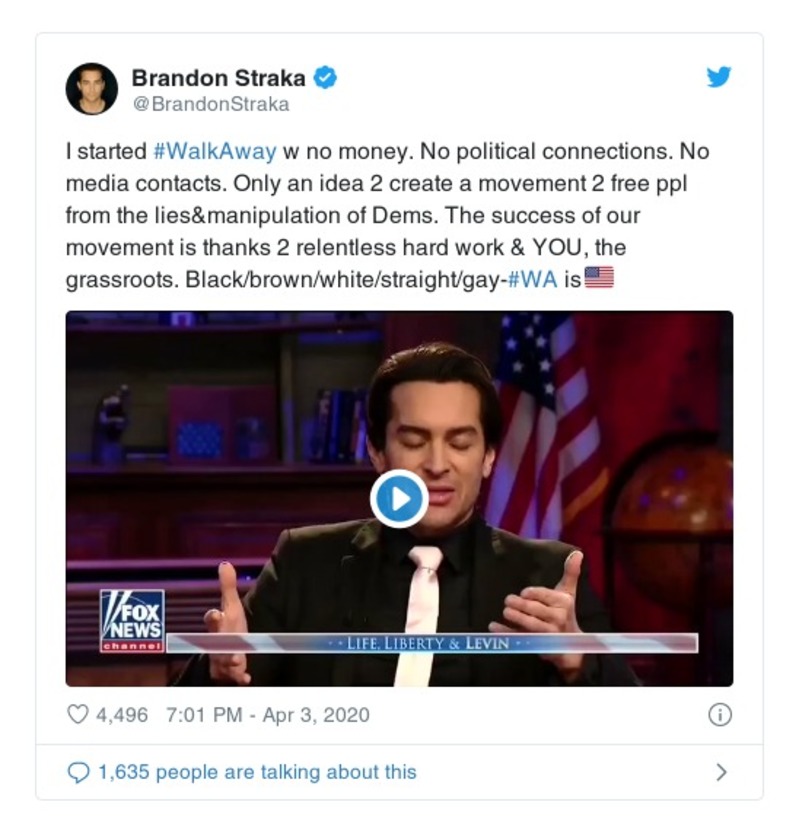 Brandon Straka
@BrandonStraka
I started #WalkAway w no money. No political connections. No
media contacts. Only an idea 2 create a movement 2 free ppl
from the lies&manipulation of Dems. The success of our
movement is thanks 2 relentless hard work & YOU, the
grassroots. Black/brown/white/straight/gay-#WA is🇺🇸
FOX
NEWS
channel
· · LIFE, LIBERTY & LEVIN · ·
4,496 7:01 PM - Apr 3, 2020
1,635 people are talking about this